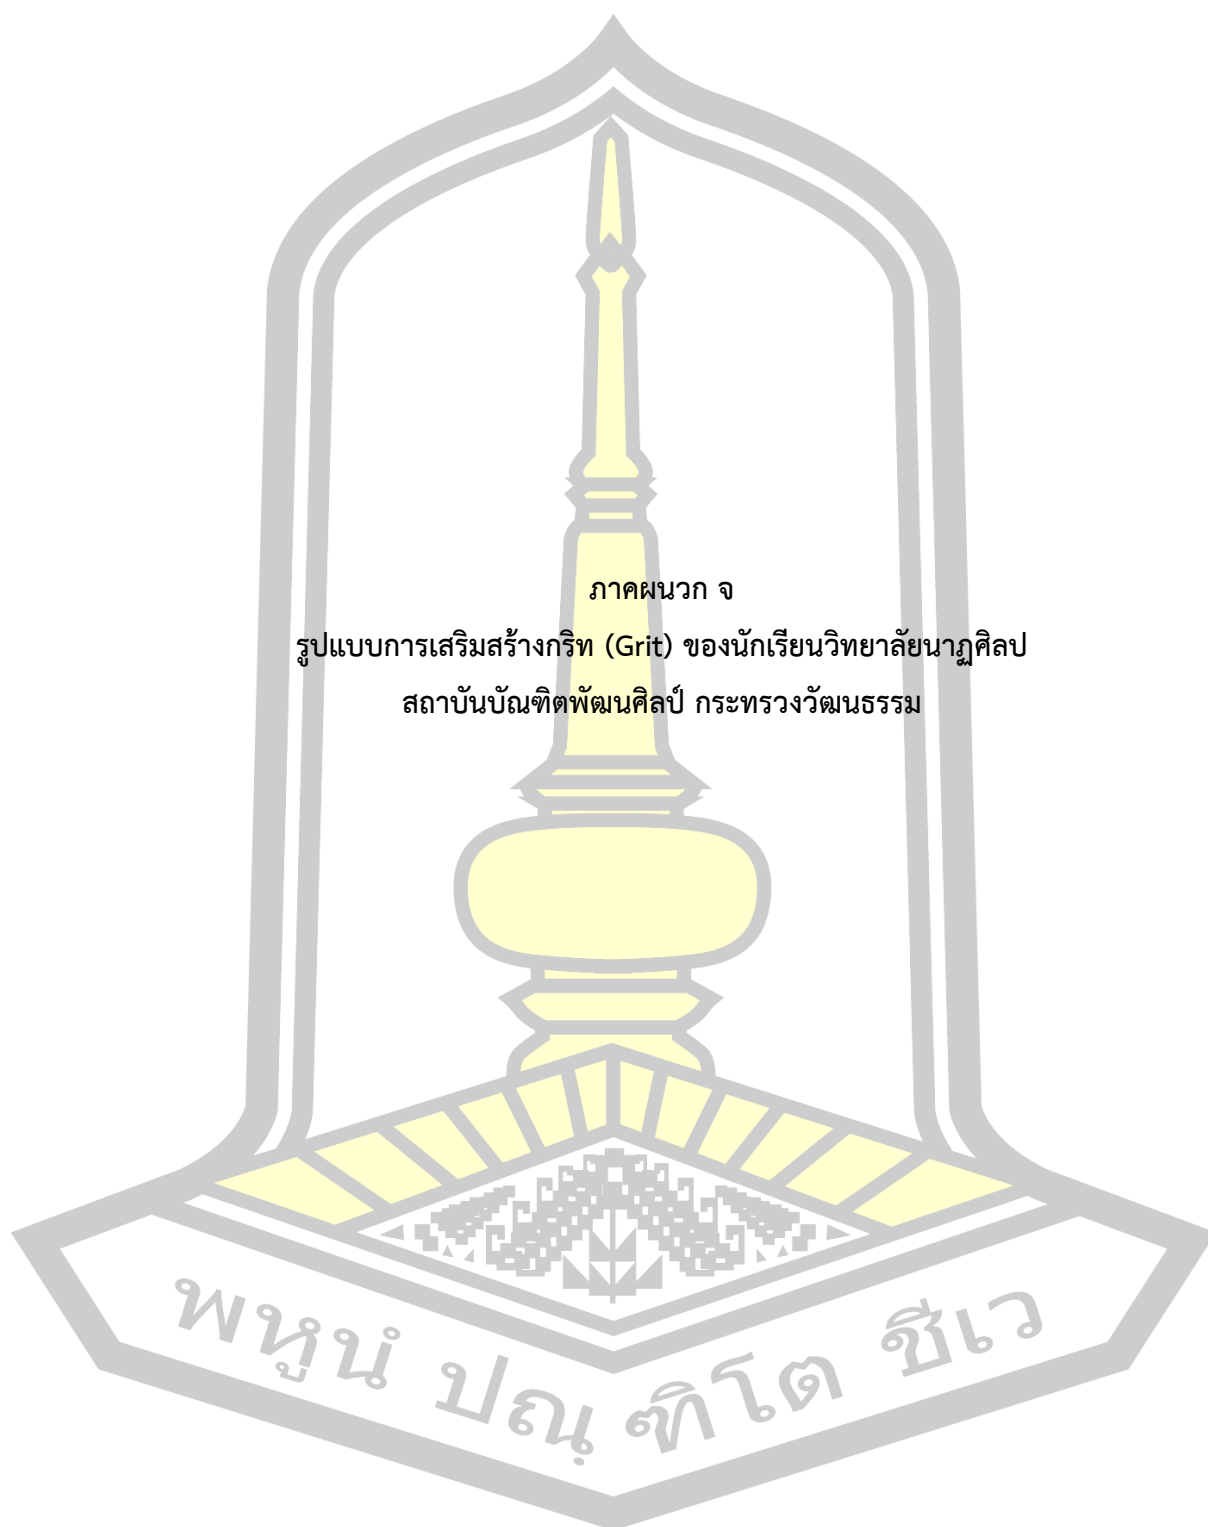 ภาคผนวก จ
รูปแบบการเสริมสร้างกริท (Grit) ของนักเรียนวิทยาลัยนาฏศิลป
สถาบันบัณฑิตพัฒนศิลป์ กระทรวงวัฒนธรรม
พหูนํ ปณฺฑิโต ชีเว